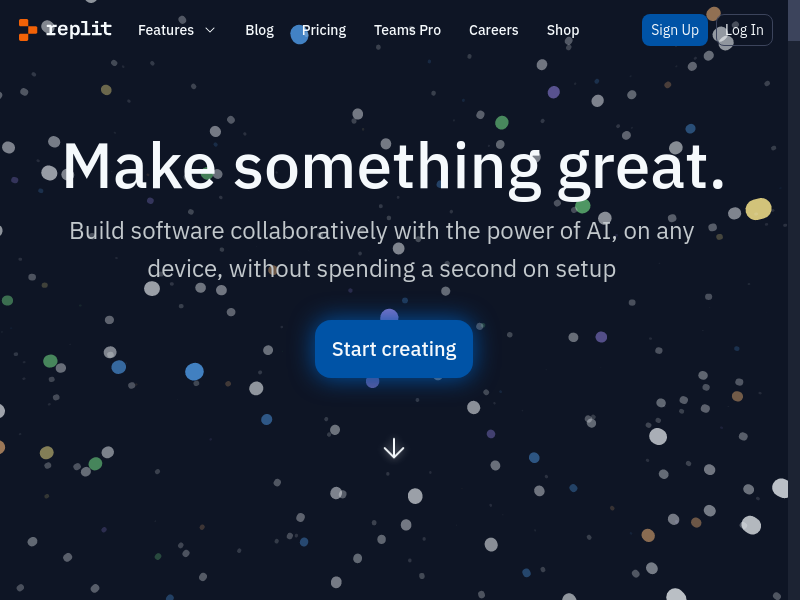 replit Features Blog Pricing Teams Pro Careers Shop Sign Up Log In
Make something great.
Build software collaboratively with the power of AI, on any
device, without spending a second on setup
Start creating